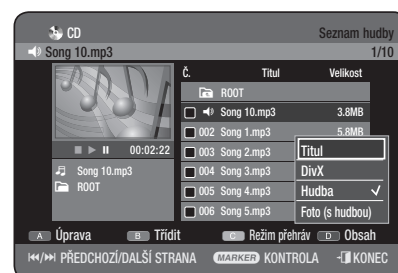 CD Seznam hudby
Song 10.mp3 1/10
Č. Titul Velikost
ROOT
Song 10.mp3 3.8MB
002 Song 1.mp3 5.8MB
00:02:22 003 Song 2.mp3 Titul
DivX
Song 10.mp3 004 Song 3.mp3
ROOT 005 Song 4.mp3 Hudba ✓
006 Song 5.mp3 Foto (s hudbou)
A Úprava B Třídit C Režim přehráv D Obsah
PŘEDCHOZÍ/DALŠÍ STRANA MARKER KONTROLA KONEC